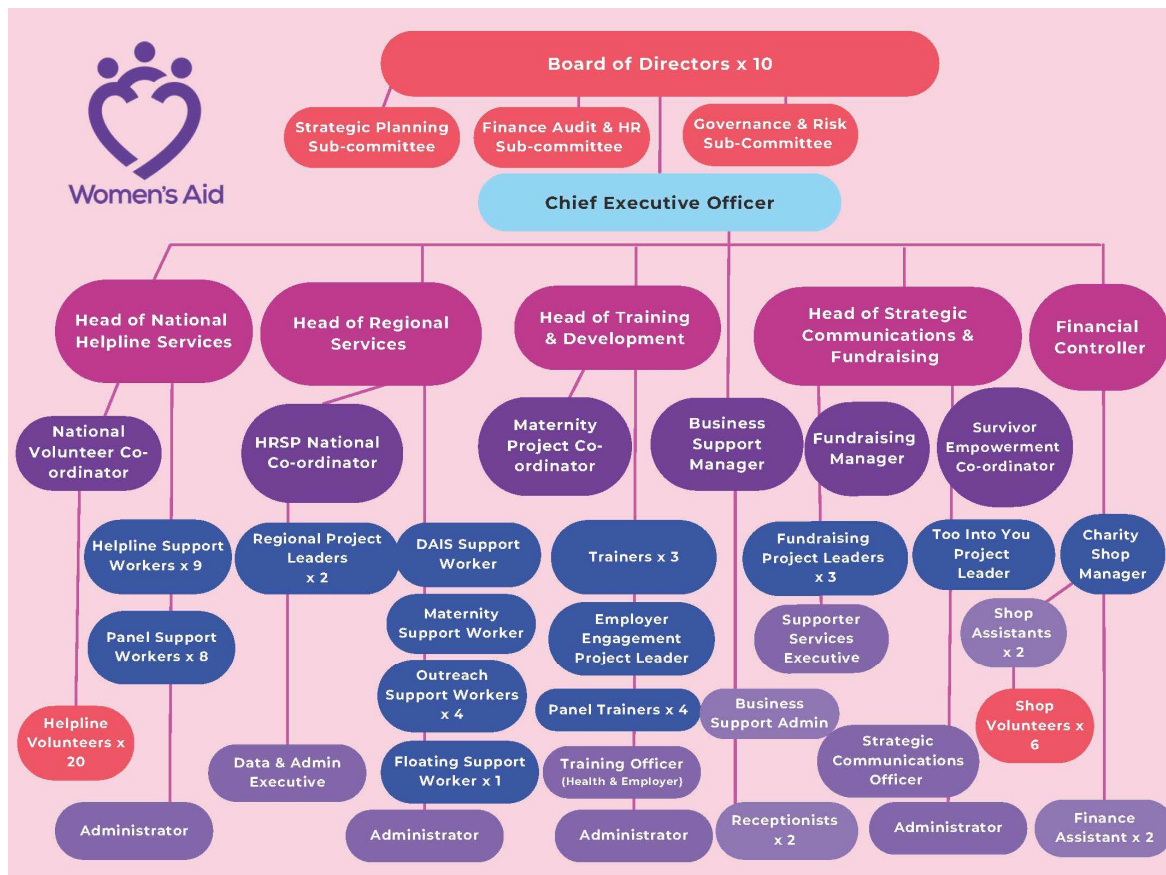 Women's Aid
Board of Directors x 10
Strategic Planning
Sub-committee
Finance Audit & HR
Sub-committee
Governance & Risk
Sub-Committee
Chief Executive Officer
Head of National
Helpline Services
Head of Regional
Services
Head of Training
& Development
Head of Strategic
Communications &
Fundraising
Financial
Controller
National
Volunteer Co-
ordinator
HRSP National
Co-ordinator
Maternity
Project Co-
ordinator
Business
Support
Manager
Fundraising
Manager
Survivor
Empowerment
Co-ordinator
Helpline Support
Workers x 9
Regional Project
Leaders
x 2
DAIS Support
Worker
Trainers x 3
Fundraising
Project Leaders
x 3
Too Into You
Project
Leader
Charity
Shop
Manager
Panel Support
Workers x 8
Maternity
Support Worker
Employer
Engagement
Project Leader
Supporter
Services
Executive
Shop
Assistants
x 2
Outreach
Support Workers
x 4
Panel Trainers x 4
Business
Support Admin
Shop
Volunteers x
6
Helpline
Volunteers x
20
Data & Admin
Executive
Floating Support
Worker x 1
Training Officer
(Health & Employer)
Strategic
Communications
Officer
Administrator
Administrator
Administrator
Receptionists
x 2
Administrator
Finance
Assistant x 2